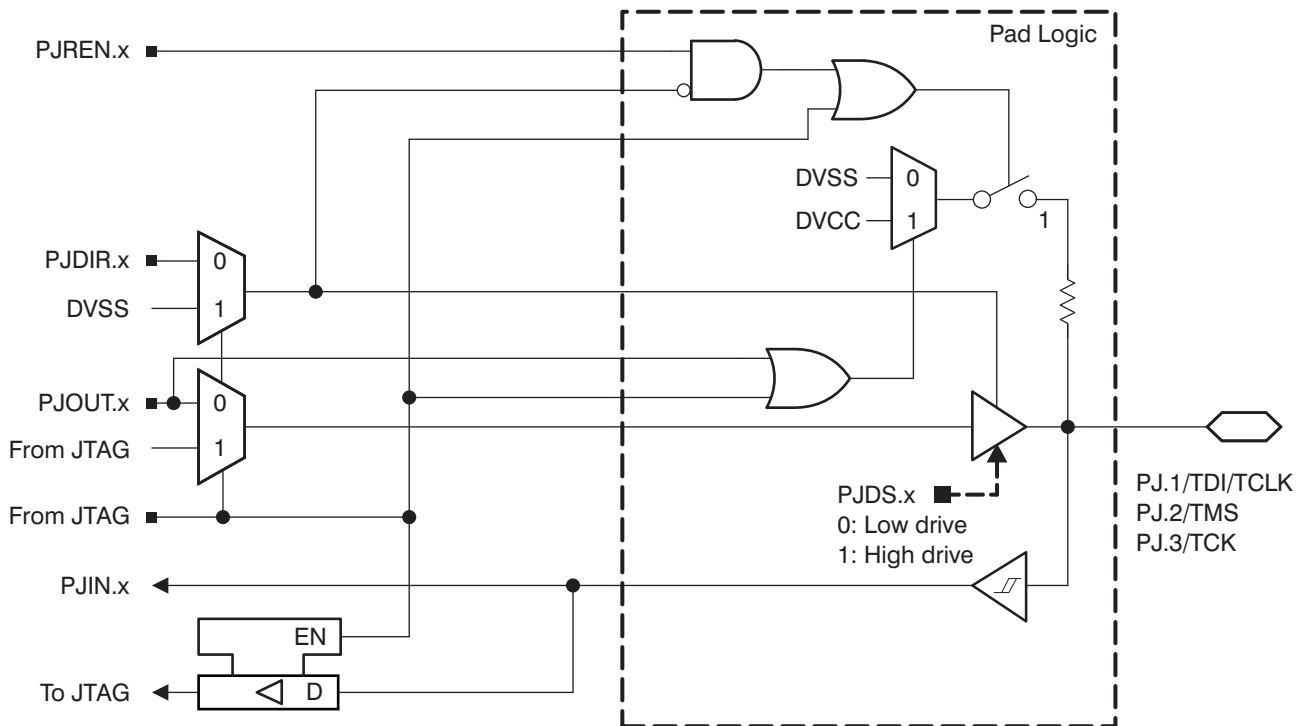 Pad Logic
PJREN.x
DVSS
0
DVCC
1
1
PJDIR.x
0
DVSS
1
PJOUT.x
0
From JTAG
1
PJDS.x
0: Low drive
1: High drive
PJ.1/TDI/TCLK
PJ.2/TMS
PJ.3/TCK
From JTAG
PJIN.x
EN
To JTAG
D